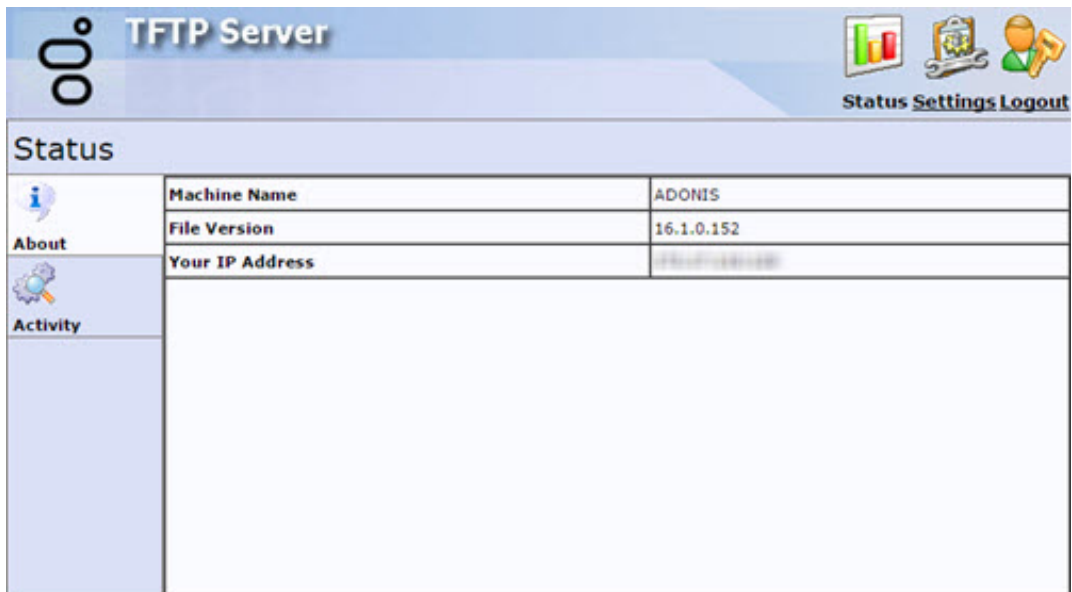 TFTP Server
Status Settings Logout
Status
About
Activity
Machine Name ADONIS
File Version 16.1.0.152
Your IP Address